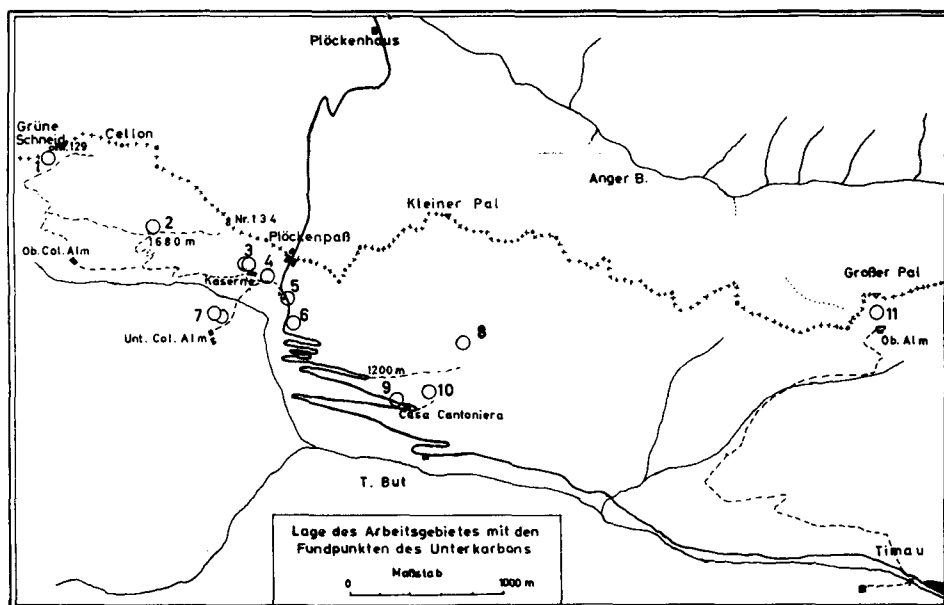 Plöckenhaus
Grüne
Schneid
Cellon
Nr.129
1
Anger B.
Kleiner Pal
2
Nr.134
1680m
Plöckenpaß
Ob.Col.Alm
3
4
Kaserne
Großer Pal
5
7
6
11
Unt. Col. Alm
8
Ob. Alm
1200m
9
10
Casa Cantoniera
T. But
Lage des Arbeitsgebietes mit den
Fundpunkten des Unterkarbons
Maßstab
0
1000 m
Timau